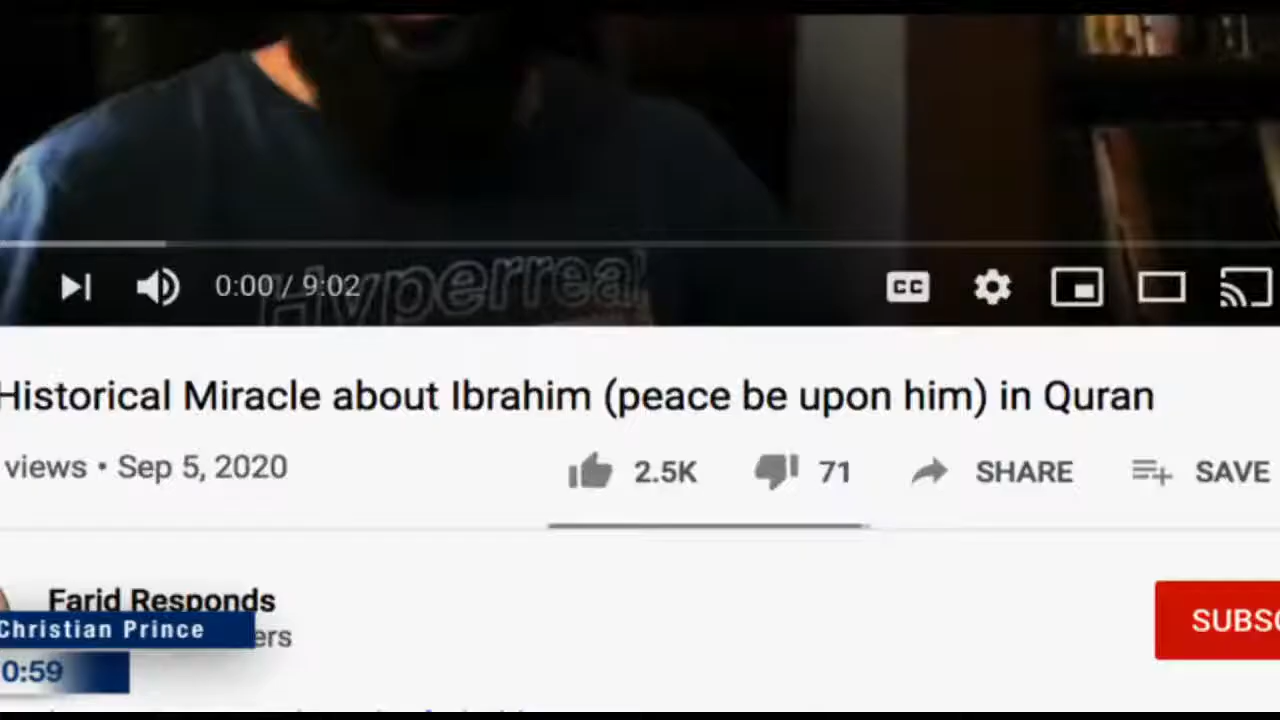 Hyperreal
0:00 / 9:02
CC
Historical Miracle about Ibrahim (peace be upon him) in Quran
views • Sep 5, 2020
2.5K
71
SHARE
SAVE
Farid Responds
Christian Prince
ers
0:59
SUBSC